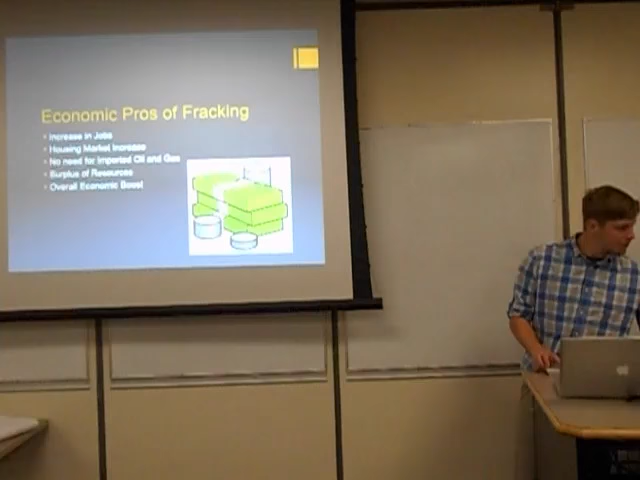 Economic Pros of Fracking
Increase in Jobs
Housing Market Increase
No need for Imported Oil and Gas
Surplus of Resources
Overall Economic Boost